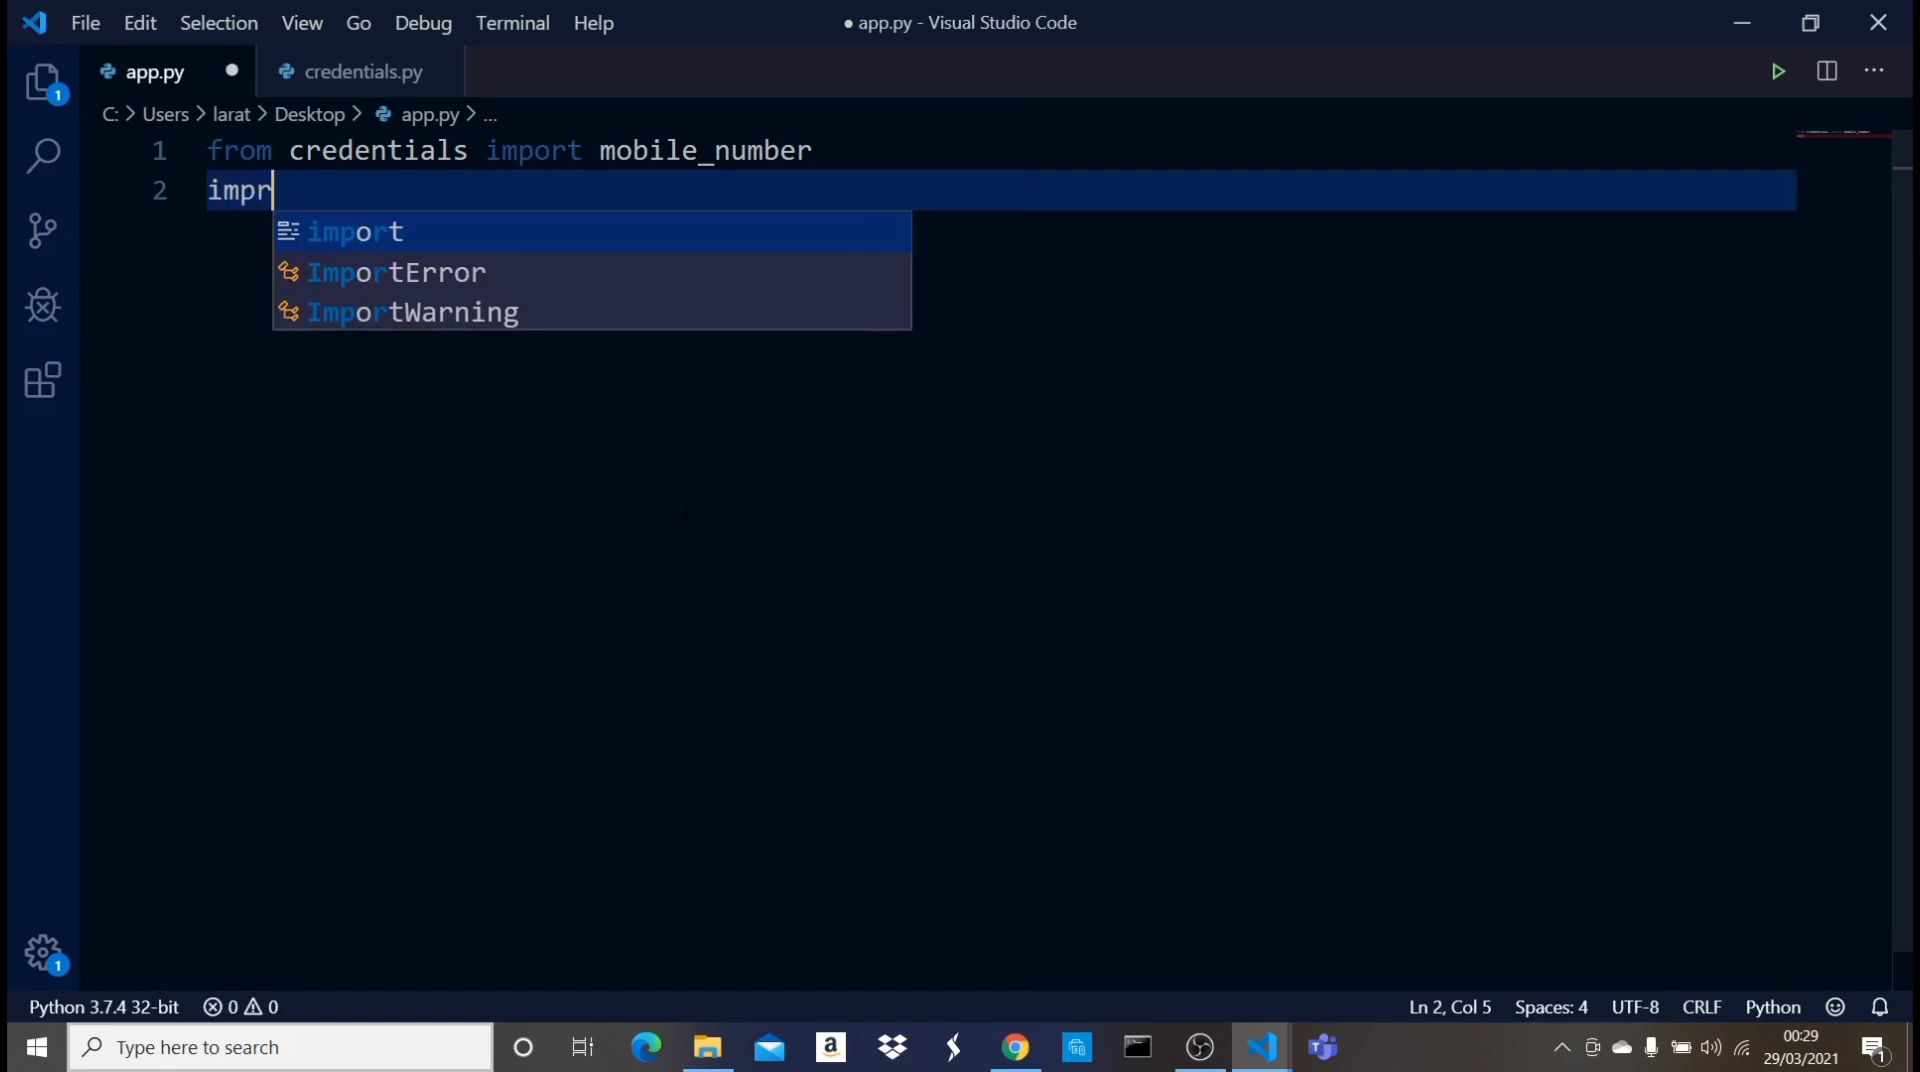 File Edit Selection View Go Debug Terminal Help
● app.py - Visual Studio Code
app.py
credentials.py
C: > Users > larat > Desktop > app.py > ...
1 from credentials import mobile_number
2 impr
import
ImportError
ImportWarning
1
1
Python 3.7.4 32-bit 0 0
Ln 2, Col 5 Spaces: 4 UTF-8 CRLF Python
Type here to search
00:29
29/03/2021
1